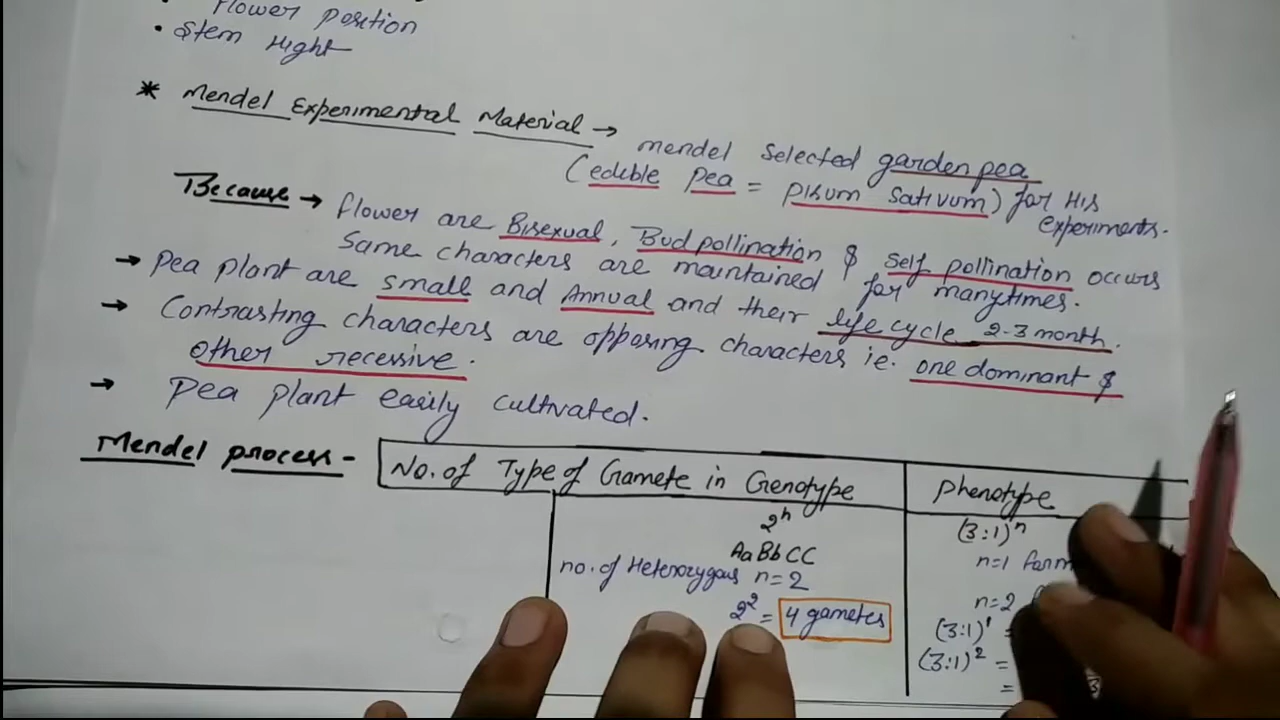 • Flower position
• Stem Hight
* Mendel Experimental Material → mendel selected garden pea
(edible pea = pisum sativum) for His experiments.
Because → flower are Bisexual, Bud pollination $ self pollination occurs
same characters are maintained for manytimes.
→ Pea plant are small and Annual and their life cycle 2-3 month.
→ Contrasting characters are opposing characters i.e. one dominant $
other recessive.
→ Pea plant easily cultivated.
Mendel process-
No. of Type of Gamete in Genotype
Phenotype
2ⁿ
(3:1)ⁿ
AaBbCC
n=1
no. of Heterozygous n=2
n=2
2² = 4 gametes
(3:1)¹ =
(3:1)² =
=